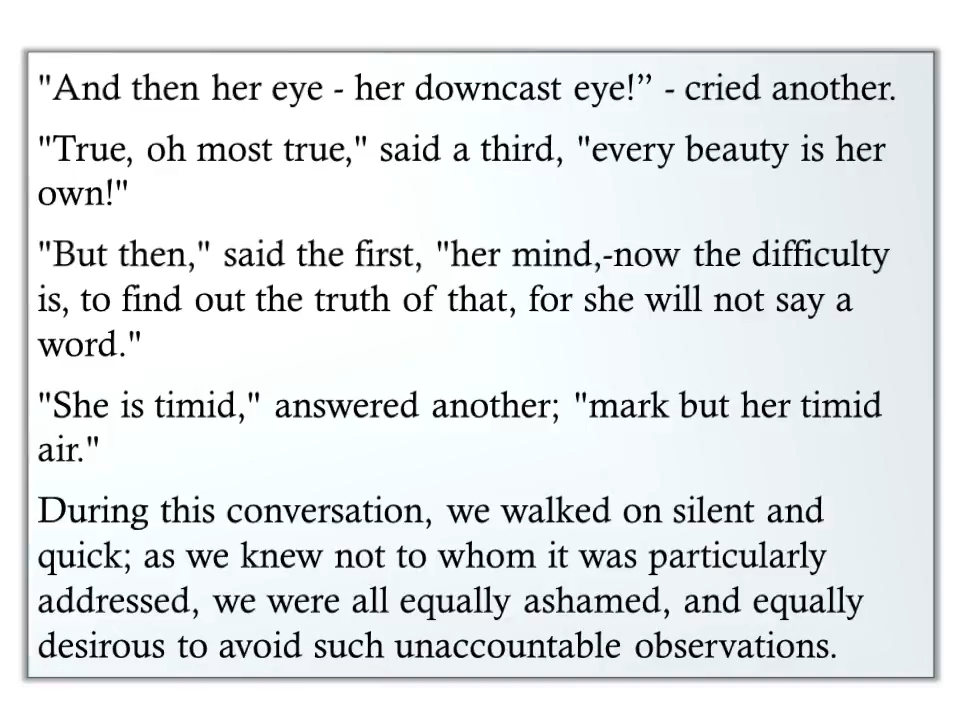 "And then her eye - her downcast eye!” - cried another.
"True, oh most true," said a third, "every beauty is her
own!"
"But then," said the first, "her mind,-now the difficulty
is, to find out the truth of that, for she will not say a
word."
"She is timid," answered another; "mark but her timid
air."
During this conversation, we walked on silent and
quick; as we knew not to whom it was particularly
addressed, we were all equally ashamed, and equally
desirous to avoid such unaccountable observations.